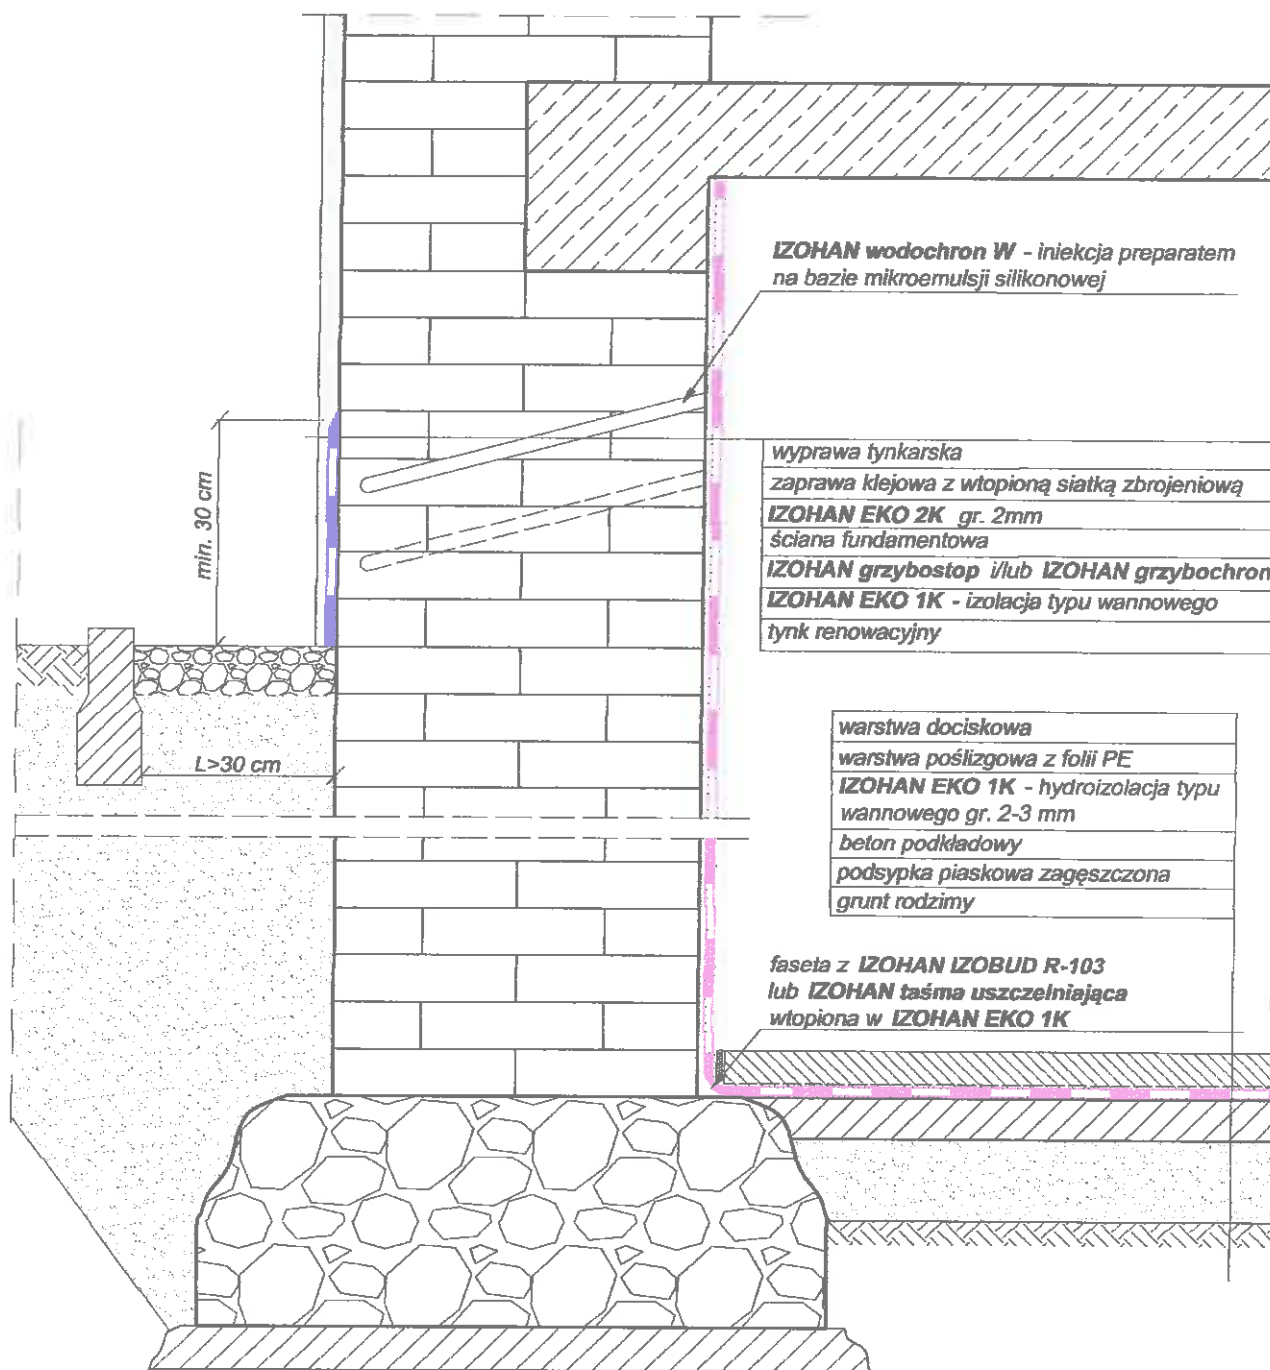 IZOHAN wodochron W - iniekcja preparatem
na bazie mikroemulsji silikonowej
min. 30 cm
wyprawa tynkarska
zaprawa klejowa z wtopioną siatką zbrojeniową
IZOHAN EKO 2K gr. 2mm
ściana fundamentowa
IZOHAN grzybostop i/lub IZOHAN grzybochron
IZOHAN EKO 1K - izolacja typu wannowego
tynk renowacyjny
L>30 cm
warstwa dociskowa
warstwa poślizgowa z folii PE
IZOHAN EKO 1K - hydroizolacja typu
wannowego gr. 2-3 mm
beton podkładowy
podsypka piaskowa zagęszczona
grunt rodzimy
faseta z IZOHAN IZOBUD R-103
lub IZOHAN taśma uszczelniająca
wtopiona w IZOHAN EKO 1K